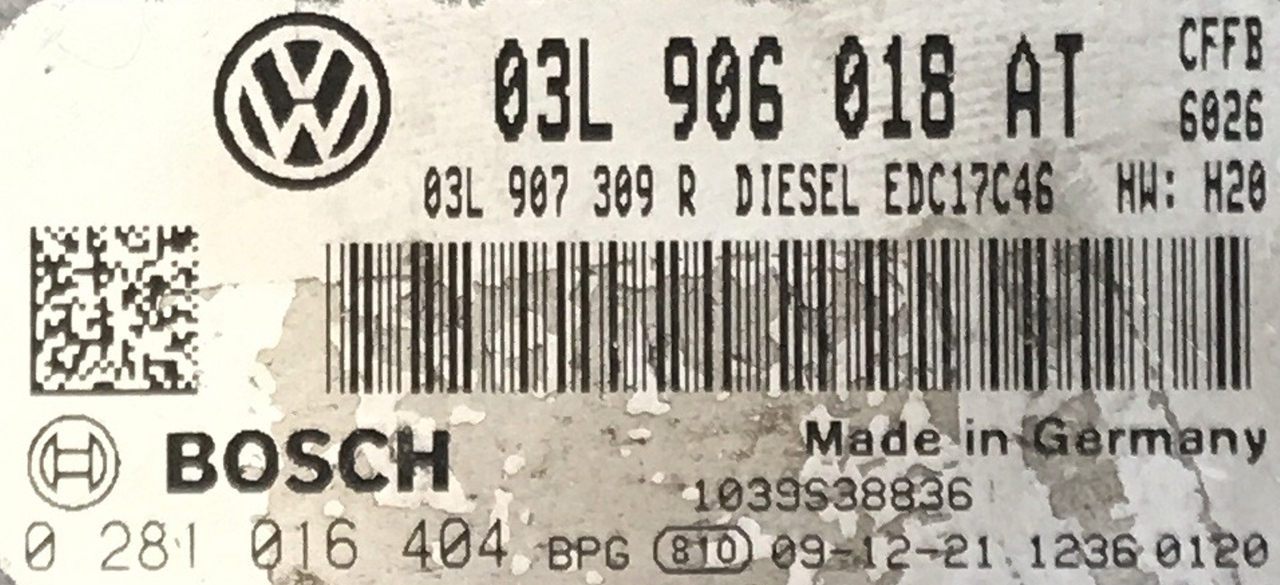 03L 906 018 AT
CFFB
6026
03L 907 309 R DIESEL EDC17C46 HW: H20
BOSCH
Made in Germany
1039S38836
0 281 016 404 BPG 810 09-12-21 1236 0120